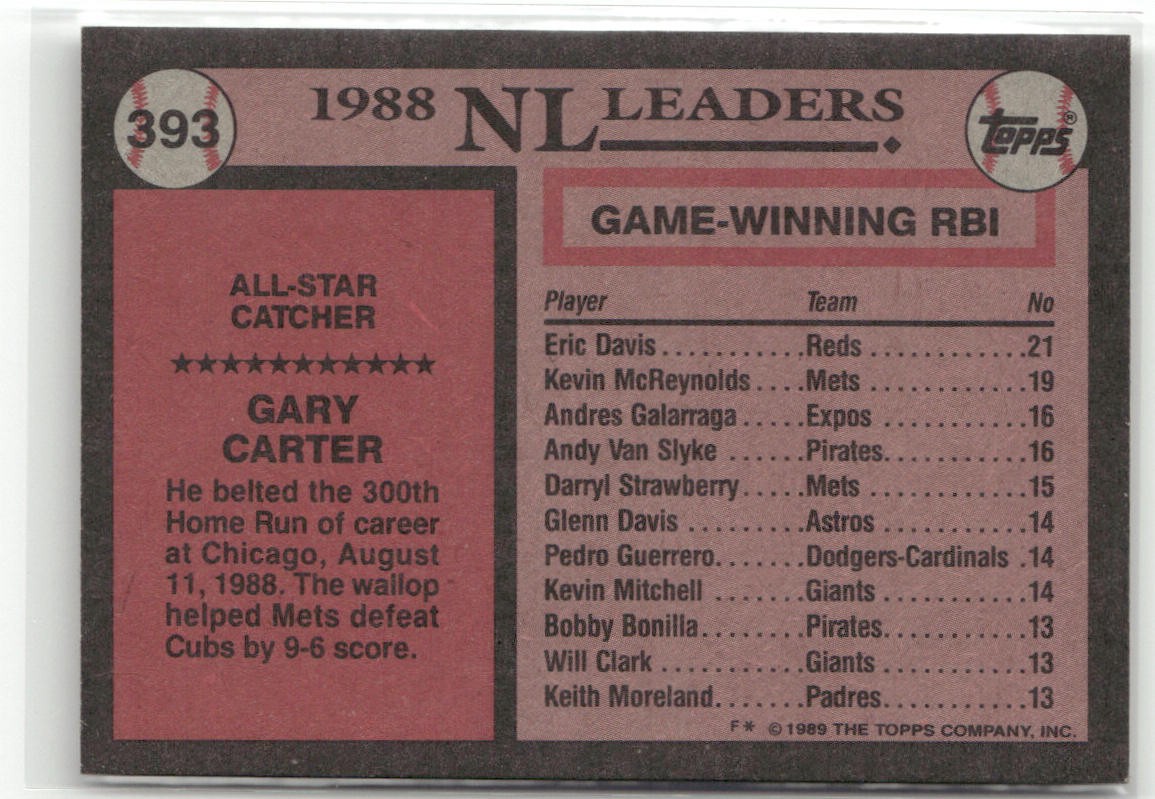 393
1988 NL LEADERS
Topps®
ALL-STAR
CATCHER
★★★★★★★★★★★
GARY
CARTER
He belted the 300th
Home Run of career
at Chicago, August
11, 1988. The wallop
helped Mets defeat
Cubs by 9-6 score.
GAME-WINNING RBI
Player Team No
Eric Davis...........Reds ............21
Kevin McReynolds....Mets ............19
Andres Galarraga.....Expos ...........16
Andy Van Slyke ......Pirates...........16
Darryl Strawberry.....Mets ............15
Glenn Davis ........Astros ...........14
Pedro Guerrero.......Dodgers-Cardinals .14
Kevin Mitchell .......Giants ...........14
Bobby Bonilla........Pirates...........13
Will Clark ...........Giants ...........13
Keith Moreland.......Padres...........13
F* © 1989 THE TOPPS COMPANY, INC.